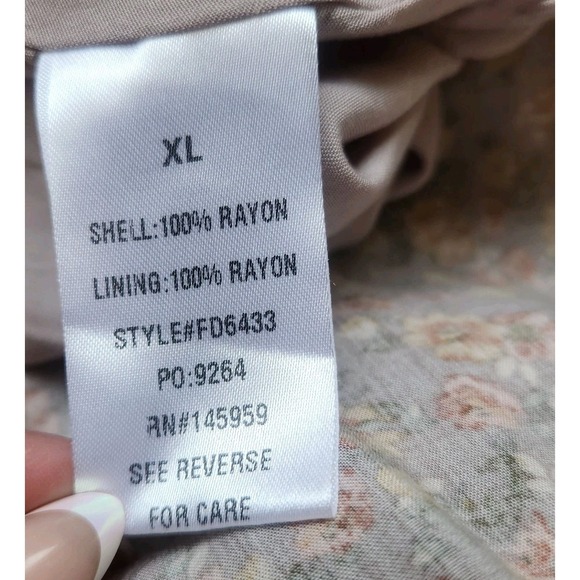 XL
SHELL:100% RAYON
LINING:100% RAYON
STYLE#FD6433
PO:9264
RN#145959
SEE REVERSE
FOR CARE